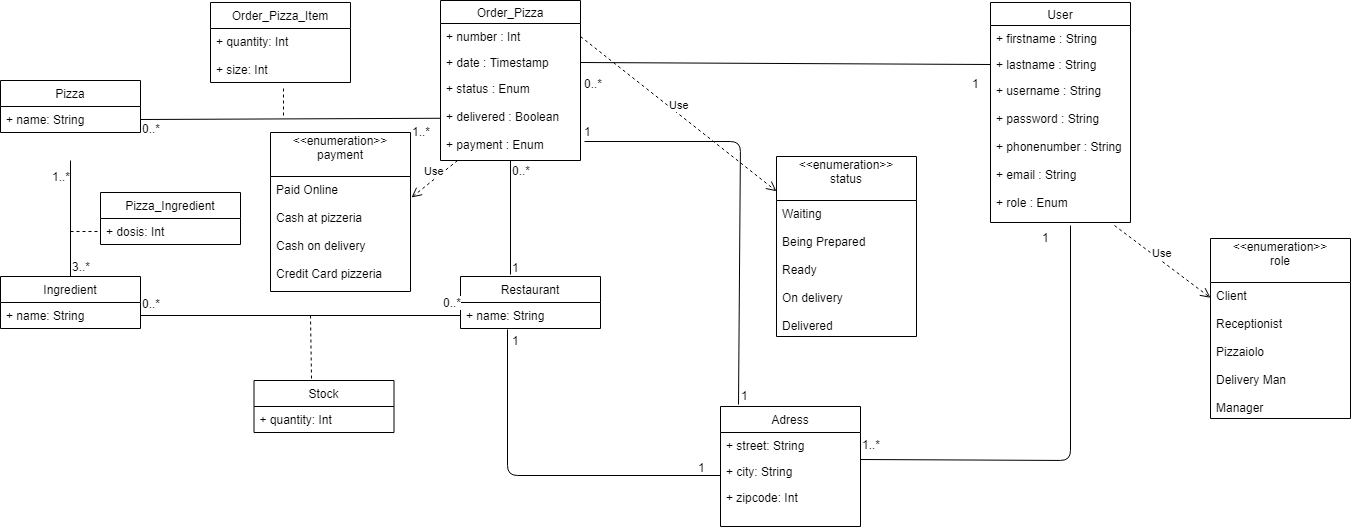 Order_Pizza_Item
+ quantity: Int
+ size: Int
Order_Pizza
+ number : Int
+ date : Timestamp
+ status : Enum
+ delivered : Boolean
+ payment : Enum
User
+ firstname : String
+ lastname : String
+ username : String
+ password : String
+ phonenumber : String
+ email : String
+ role : Enum
Pizza
+ name: String
0..*
1..*
0..*
1
Use
1
0..*
Use
<<enumeration>>
payment
Paid Online
Cash at pizzeria
Cash on delivery
Credit Card pizzeria
<<enumeration>>
status
Waiting
Being Prepared
Ready
On delivery
Delivered
1..*
Pizza_Ingredient
+ dosis: Int
3..*
1
1
Use
<<enumeration>>
role
Client
Receptionist
Pizzaiolo
Delivery Man
Manager
Ingredient
+ name: String
0..*
0..*
Restaurant
+ name: String
1
Stock
+ quantity: Int
1
Adress
+ street: String
+ city: String
+ zipcode: Int
1..*
1